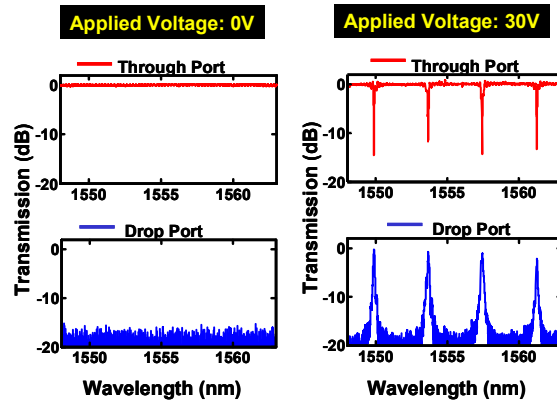 Applied Voltage: 0V
Applied Voltage: 30V
Through Port
0
-10
-20
1550 1555 1560
Transmission (dB)
Drop Port
0
-10
-20
1550 1555 1560
Wavelength (nm)
Through Port
0
-10
-20
1550 1555 1560
Transmission (dB)
Drop Port
0
-10
-20
1550 1555 1560
Wavelength (nm)